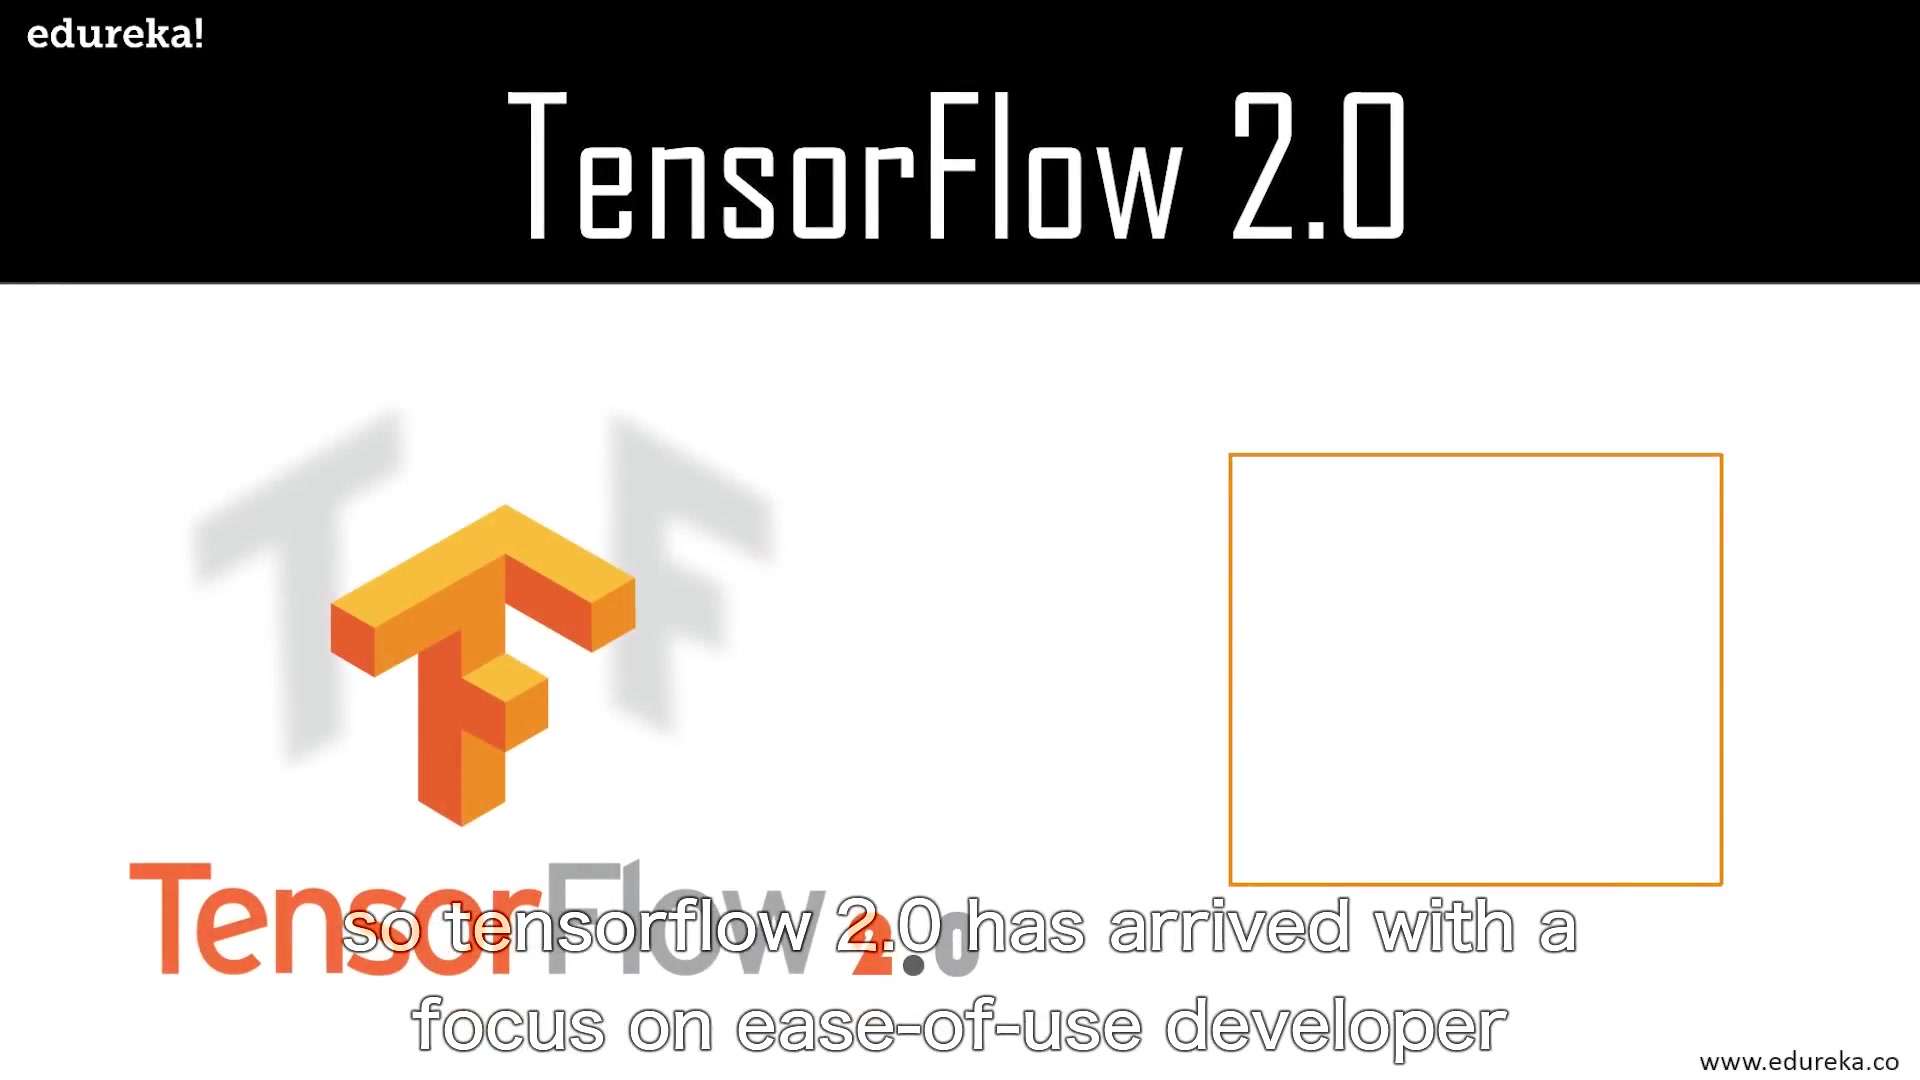 edureka!
TensorFlow 2.0
TF
TensorFlow 2.0
so tensorflow 2.0 has arrived with a
focus on ease-of-use developer
www.edureka.co